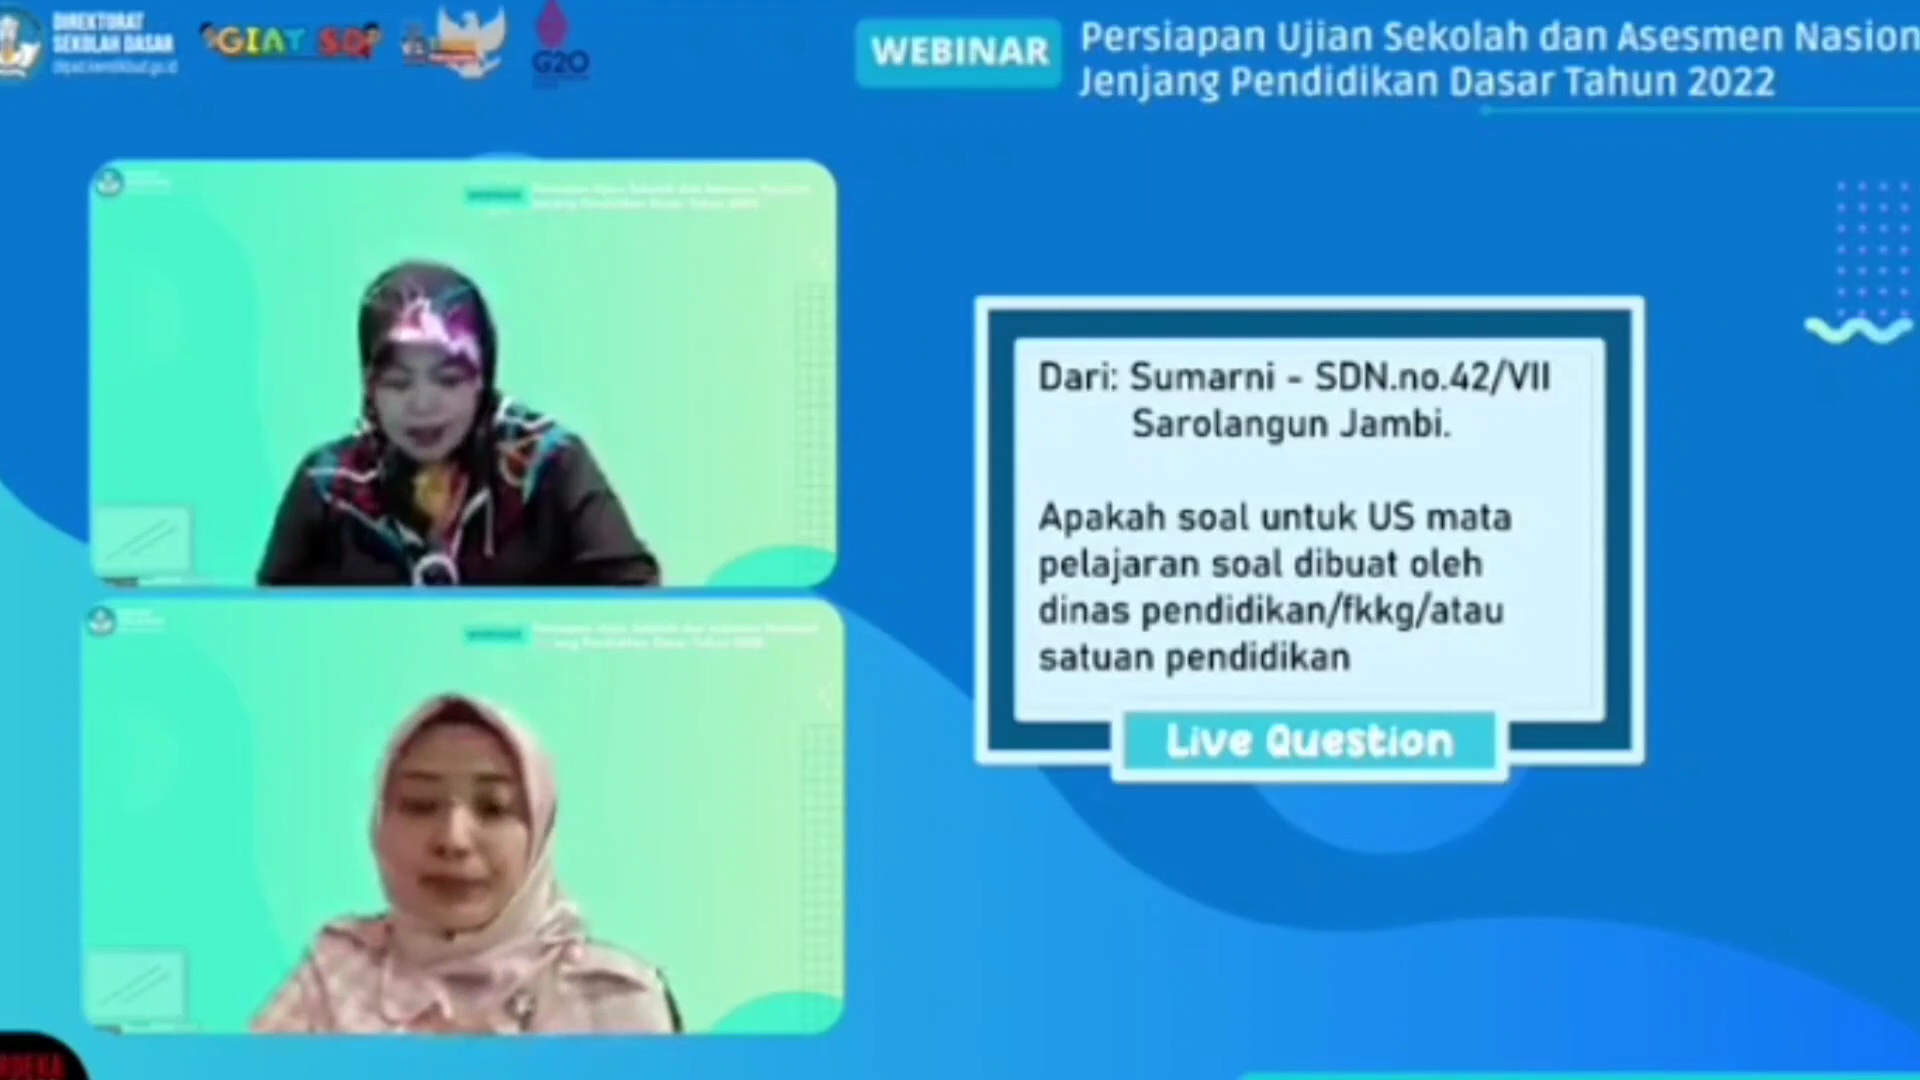 DIREKTORAT
SEKOLAH DASAR
GIAT SD
G20
WEBINAR
Persiapan Ujian Sekolah dan Asesmen Nasion
Jenjang Pendidikan Dasar Tahun 2022
Dari: Sumarni - SDN.no.42/VII
Sarolangun Jambi.
Apakah soal untuk US mata
pelajaran soal dibuat oleh
dinas pendidikan/fkkg/atau
satuan pendidikan
Live Question